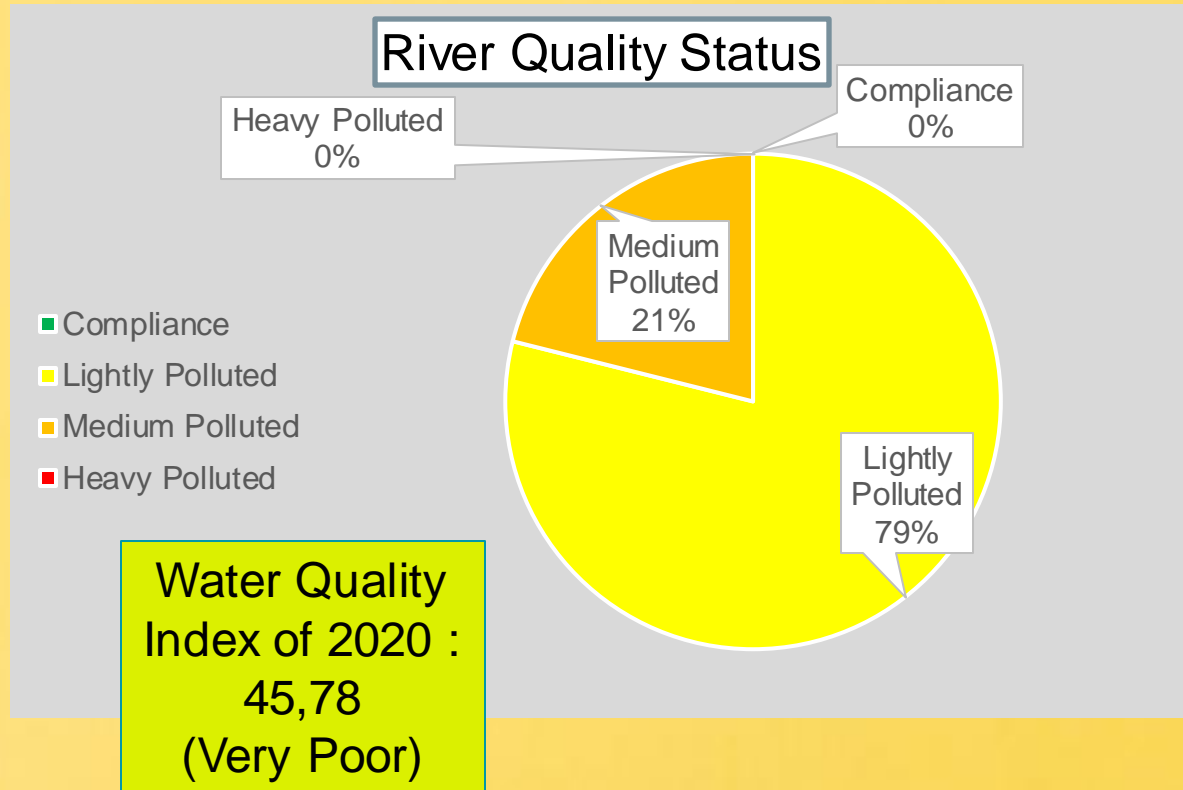 River Quality Status
Compliance
0%
Heavy Polluted
0%
Medium
Polluted
21%
Lightly
Polluted
79%
Compliance
Lightly Polluted
Medium Polluted
Heavy Polluted
Water Quality
Index of 2020 :
45,78
(Very Poor)